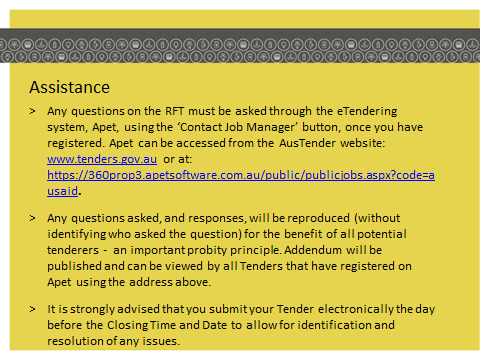 Assistance
> Any questions on the RFT must be asked through the eTendering
system, Apet, using the ‘Contact Job Manager’ button, once you have
registered. Apet can be accessed from the AusTender website:
www.tenders.gov.au or at:
https://360prop3.apetsoftware.com.au/public/publicjobs.aspx?code=a
usaid.
> Any questions asked, and responses, will be reproduced (without
identifying who asked the question) for the benefit of all potential
tenderers - an important probity principle. Addendum will be
published and can be viewed by all Tenders that have registered on
Apet using the address above.
> It is strongly advised that you submit your Tender electronically the day
before the Closing Time and Date to allow for identification and
resolution of any issues.